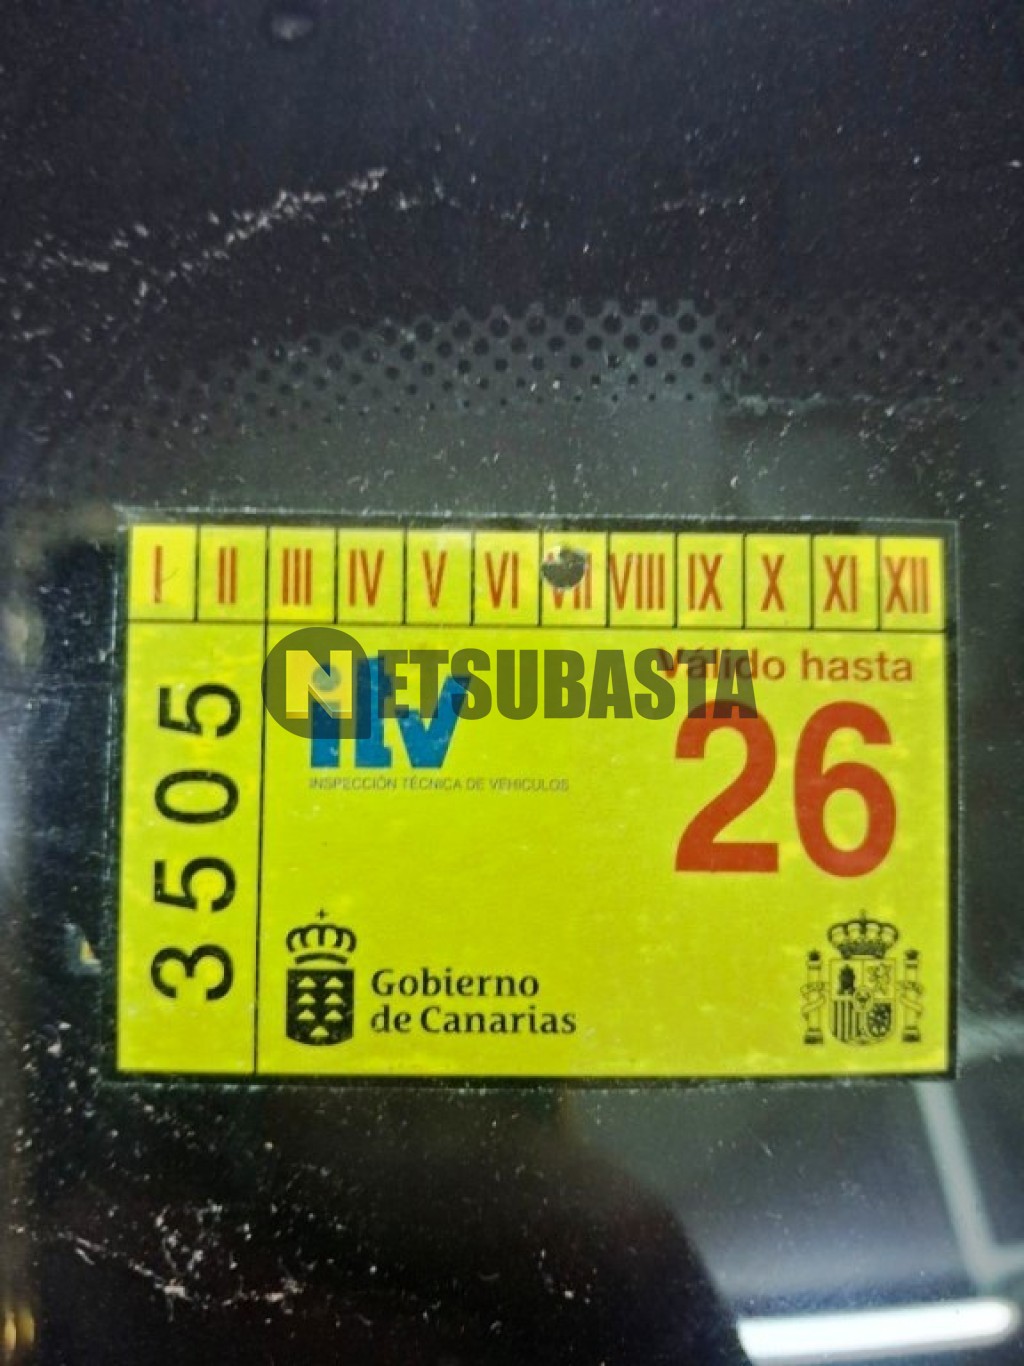 I II III IV V VI VII VIII IX X XI XII
NETSUBASTA
Válido hasta
itv
26
INSPECCIÓN TÉCNICA DE VEHICULOS
3505
Gobierno
de Canarias